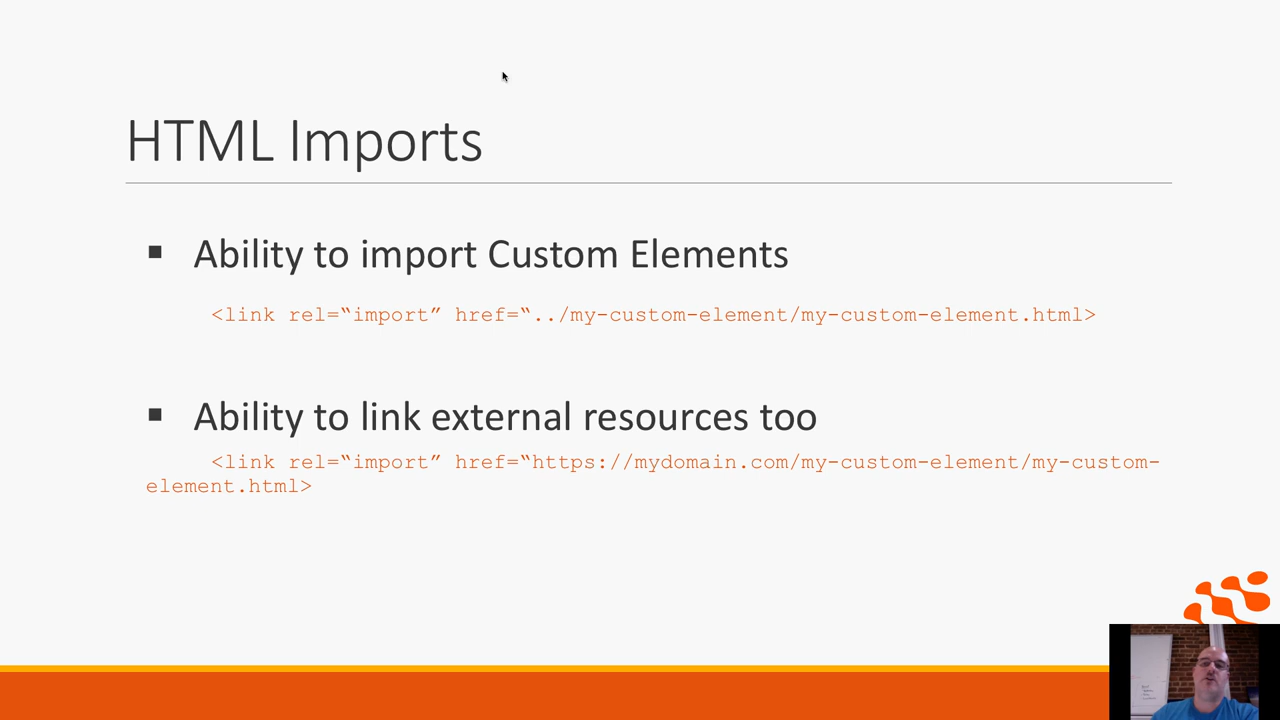 HTML Imports
▪ Ability to import Custom Elements
<link rel=“import” href=“../my-custom-element/my-custom-element.html>
▪ Ability to link external resources too
<link rel=“import” href=“https://mydomain.com/my-custom-element/my-custom-
element.html>